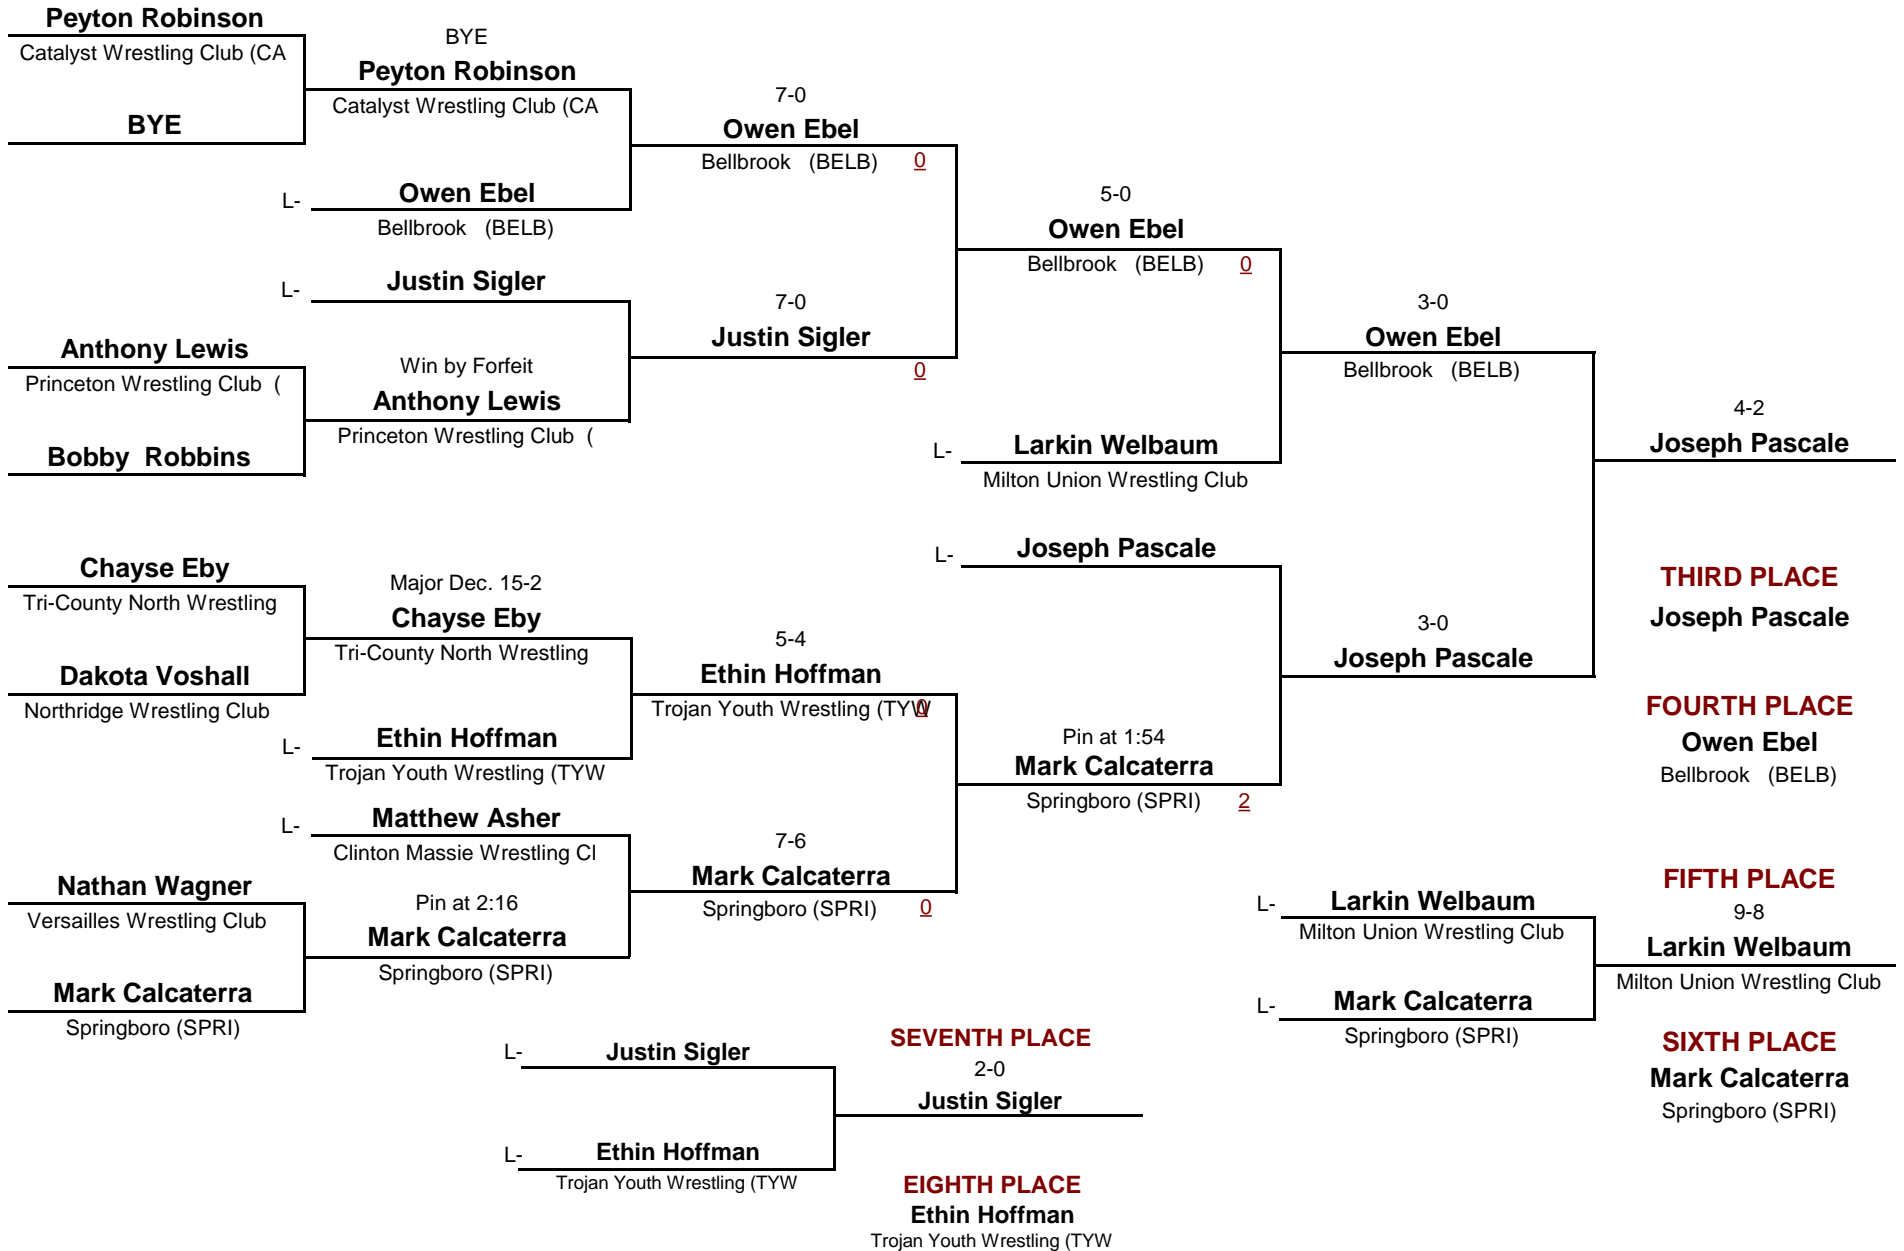 Peyton Robinson
Catalyst Wrestling Club (CA
BYE
BYE
Peyton Robinson
Catalyst Wrestling Club (CA
L-
Owen Ebel
Bellbrook (BELB)
7-0
Owen Ebel
Bellbrook (BELB)
0
L-
Justin Sigler
Anthony Lewis
Princeton Wrestling Club (
Bobby Robbins
Win by Forfeit
Anthony Lewis
Princeton Wrestling Club (
7-0
Justin Sigler
0
5-0
Owen Ebel
Bellbrook (BELB)
0
L-
Larkin Welbaum
Milton Union Wrestling Club
3-0
Owen Ebel
Bellbrook (BELB)
4-2
Joseph Pascale
Chayse Eby
Tri-County North Wrestling
Dakota Voshall
Northridge Wrestling Club
Major Dec. 15-2
Chayse Eby
Tri-County North Wrestling
L-
Ethin Hoffman
Trojan Youth Wrestling (TYW
5-4
Ethin Hoffman
Trojan Youth Wrestling (TYW
0
L-
Matthew Asher
Clinton Massie Wrestling Cl
Nathan Wagner
Versailles Wrestling Club
Mark Calcaterra
Springboro (SPRI)
Pin at 2:16
Mark Calcaterra
Springboro (SPRI)
7-6
Mark Calcaterra
Springboro (SPRI)
0
L-
Joseph Pascale
Pin at 1:54
Mark Calcaterra
Springboro (SPRI)
2
3-0
Joseph Pascale
THIRD PLACE
Joseph Pascale
FOURTH PLACE
Owen Ebel
Bellbrook (BELB)
L-
Larkin Welbaum
Milton Union Wrestling Club
L-
Mark Calcaterra
Springboro (SPRI)
FIFTH PLACE
9-8
Larkin Welbaum
Milton Union Wrestling Club
SIXTH PLACE
Mark Calcaterra
Springboro (SPRI)
L-
Justin Sigler
L-
Ethin Hoffman
Trojan Youth Wrestling (TYW
SEVENTH PLACE
2-0
Justin Sigler
EIGHTH PLACE
Ethin Hoffman
Trojan Youth Wrestling (TYW